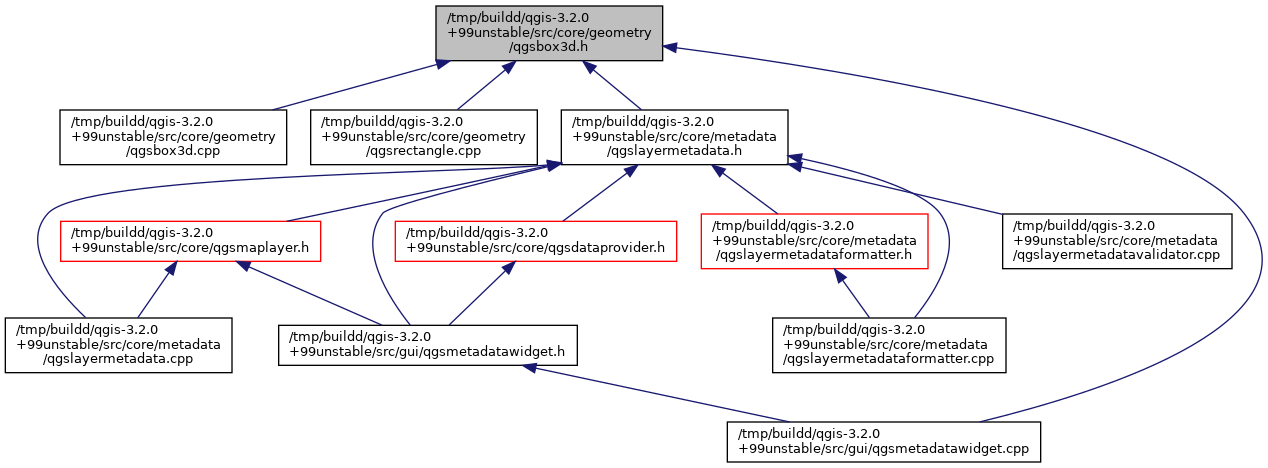 /tmp/buildd/qgis-3.2.0
+99unstable/src/core/geometry
/qgsbox3d.h
/tmp/buildd/qgis-3.2.0
+99unstable/src/core/geometry
/qgsbox3d.cpp
/tmp/buildd/qgis-3.2.0
+99unstable/src/core/geometry
/qgsrectangle.cpp
/tmp/buildd/qgis-3.2.0
+99unstable/src/core/metadata
/qgslayermetadata.h
/tmp/buildd/qgis-3.2.0
+99unstable/src/core/qgsmaplayer.h
/tmp/buildd/qgis-3.2.0
+99unstable/src/core/qgsdataprovider.h
/tmp/buildd/qgis-3.2.0
+99unstable/src/core/metadata
/qgslayermetadataformatter.h
/tmp/buildd/qgis-3.2.0
+99unstable/src/core/metadata
/qgslayermetadatavalidator.cpp
/tmp/buildd/qgis-3.2.0
+99unstable/src/core/metadata
/qgslayermetadata.cpp
/tmp/buildd/qgis-3.2.0
+99unstable/src/gui/qgsmetadatawidget.h
/tmp/buildd/qgis-3.2.0
+99unstable/src/core/metadata
/qgslayermetadataformatter.cpp
/tmp/buildd/qgis-3.2.0
+99unstable/src/gui/qgsmetadatawidget.cpp